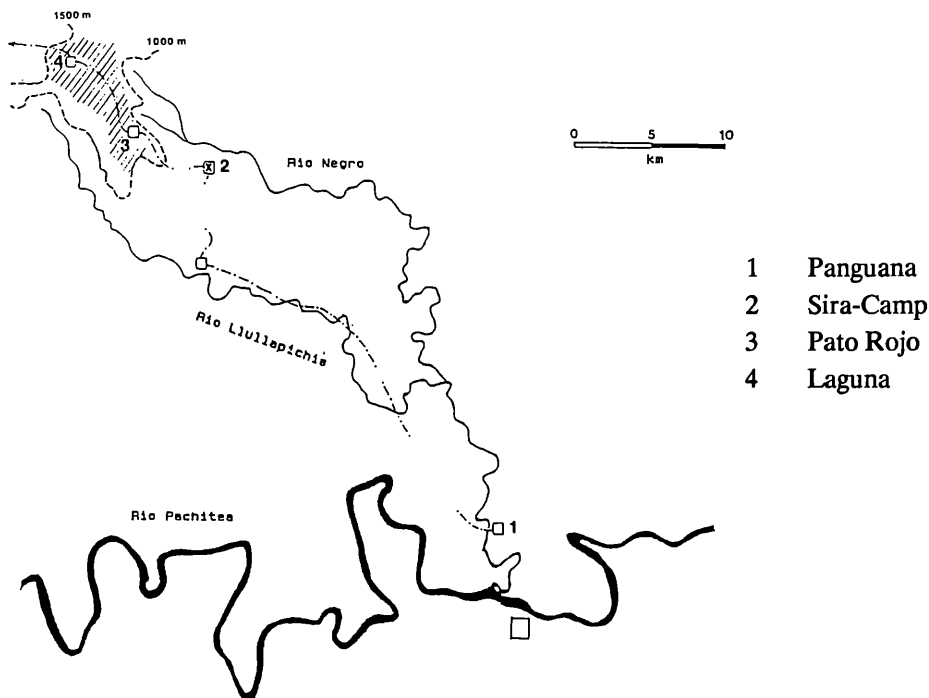 1500 m
1000 m
4
3
2
Rio Negro
0 5 10
km
Rio Llullapichia
1 Panguana
2 Sira-Camp
3 Pato Rojo
4 Laguna
Rio Pachitea
1